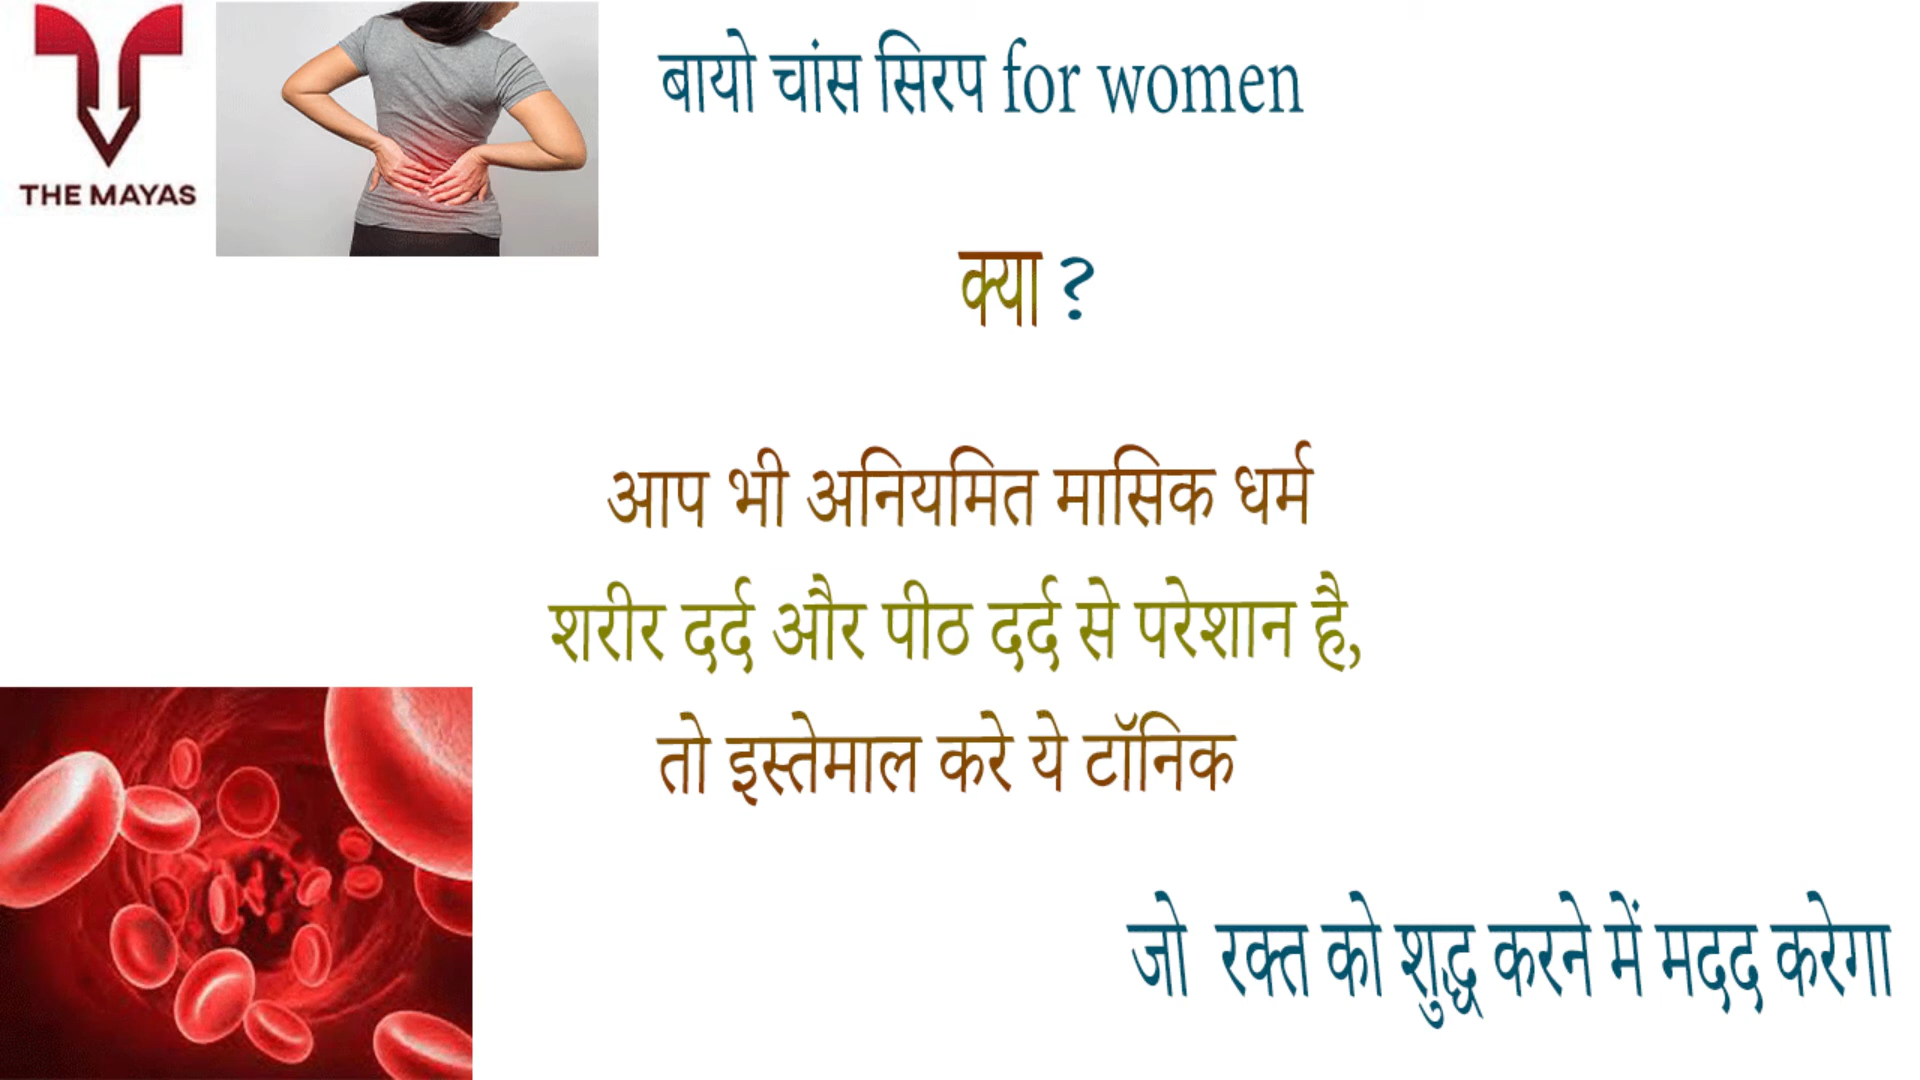 THE MAYAS
बायो चांस सिरप for women
क्या ?
आप भी अनियमित मासिक धर्म
शरीर दर्द और पीठ दर्द से परेशान है,
तो इस्तेमाल करे ये टॉनिक
जो रक्त को शुद्ध करने में मदद करेगा